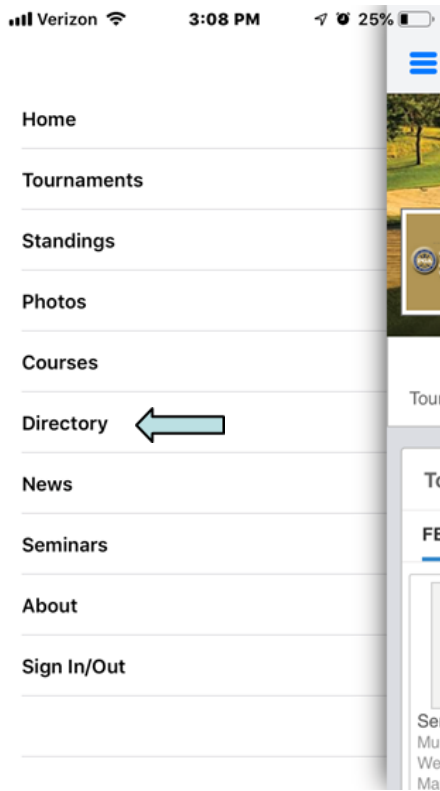 Verizon 3:08 PM 25%
Home
Tournaments
Standings
Photos
Courses
Directory
News
Seminars
About
Sign In/Out